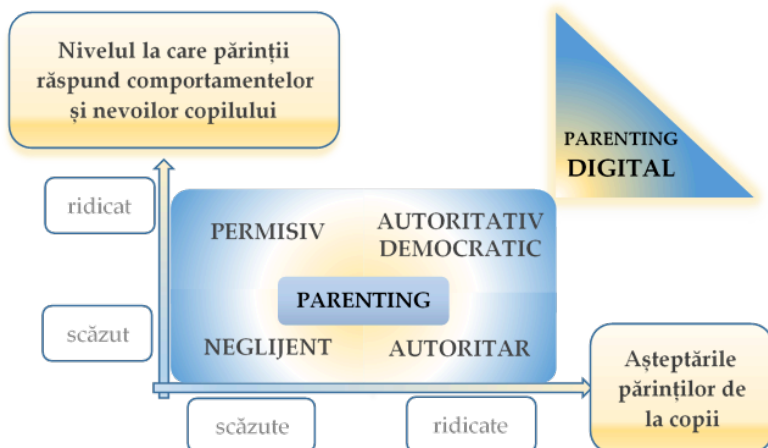 Nivelul la care părinții
răspund comportamentelor
și nevoilor copilului
PARENTING
DIGITAL
ridicat
PERMISIV
AUTORITATIV
DEMOCRATIC
PARENTING
scăzut
NEGLIJENT
AUTORITAR
Așteptările
părinților de
la copii
scăzute
ridicate